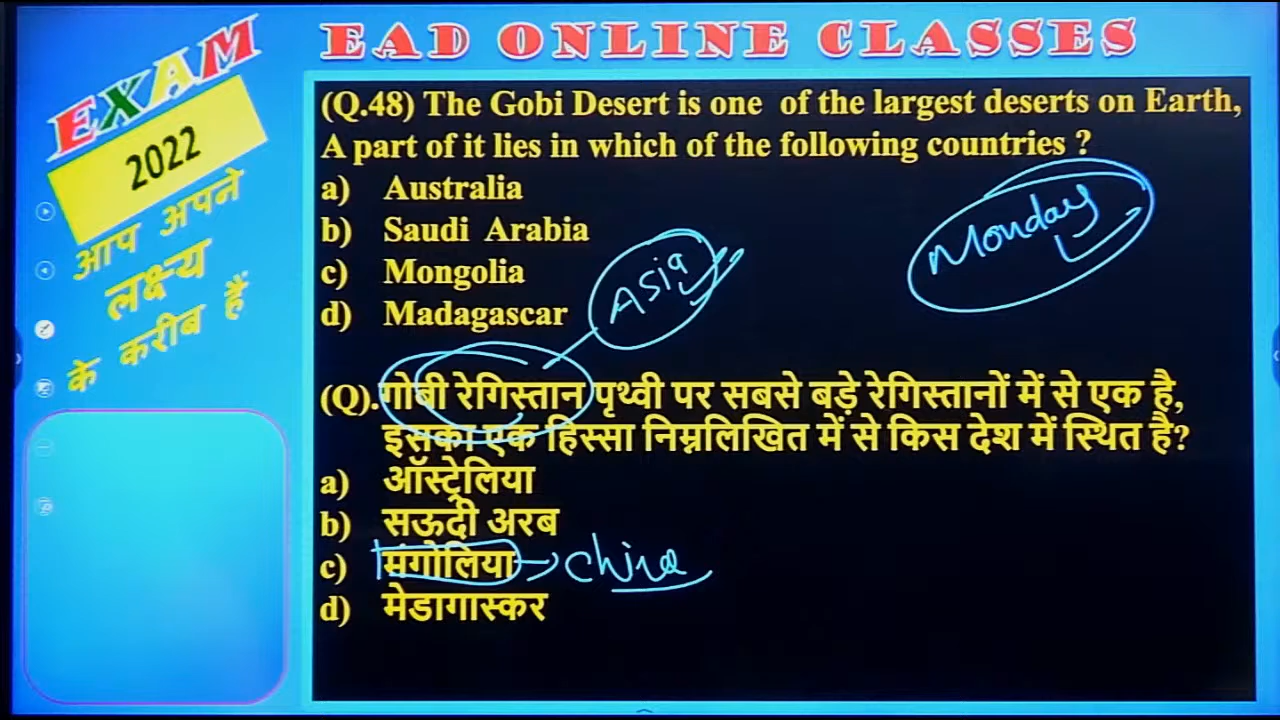 EAD ONLINE CLASSES
EXAM
2022
आप अपने
लक्ष्य
के करीब हैं
(Q.48) The Gobi Desert is one of the largest deserts on Earth,
A part of it lies in which of the following countries ?
a) Australia
b) Saudi Arabia
c) Mongolia
d) Madagascar
Asia
Monday
(Q).गोबी रेगिस्तान पृथ्वी पर सबसे बड़े रेगिस्तानों में से एक है,
इसका एक हिस्सा निम्नलिखित में से किस देश में स्थित है?
a) ऑस्ट्रेलिया
b) सऊदी अरब
c) मंगोलिया China
d) मेडागास्कर